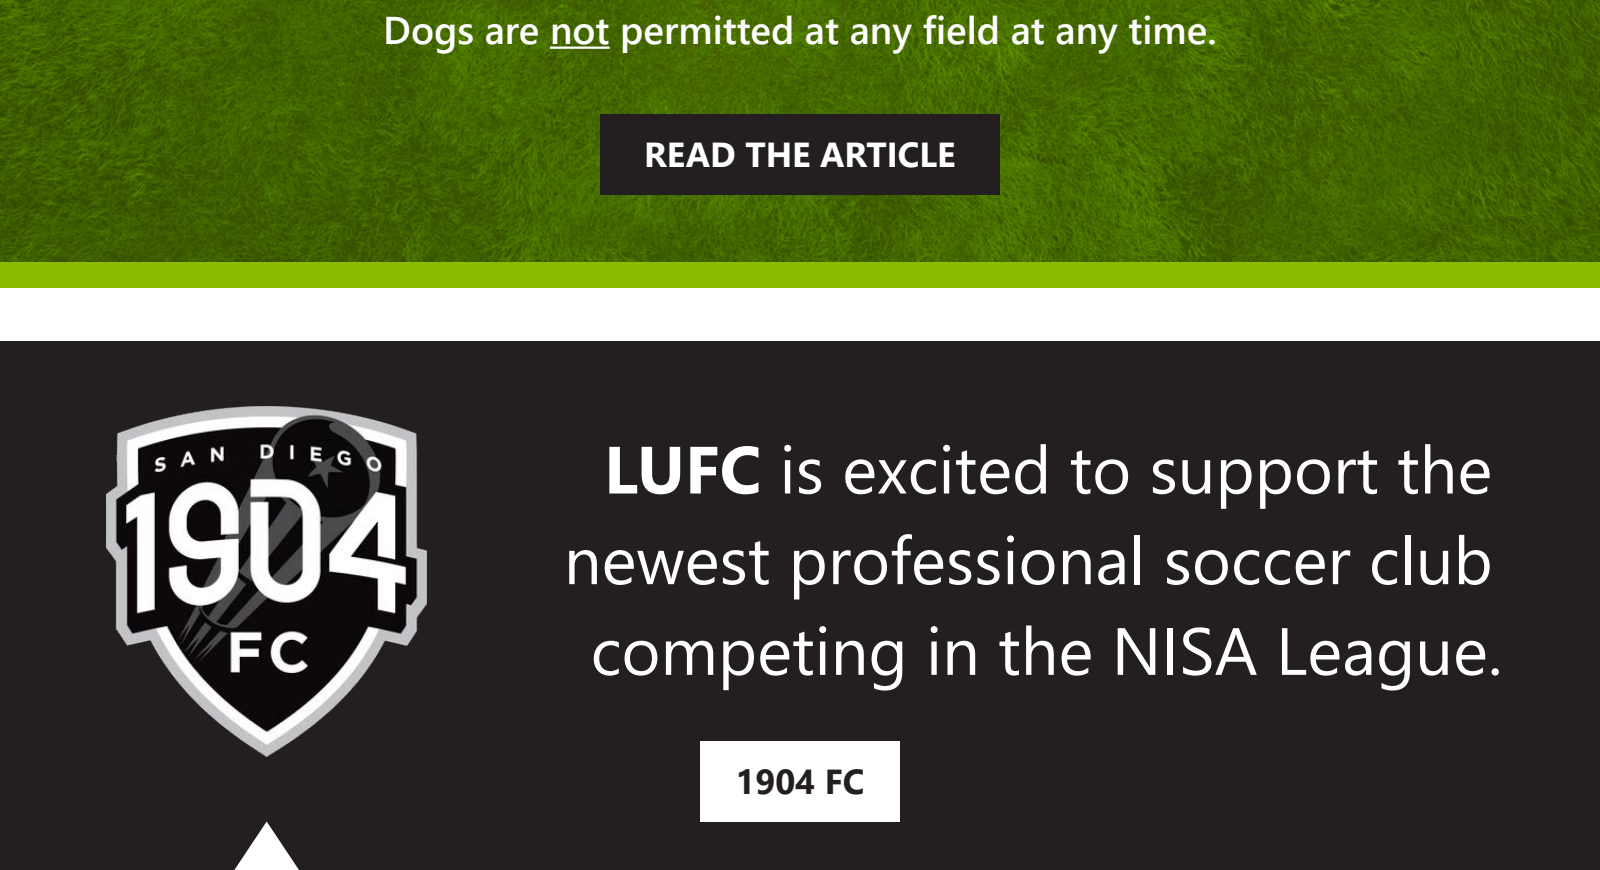 Dogs are not permitted at any field at any time.
READ THE ARTICLE
SAN DIEGO
1904
FC
LUFC is excited to support the
newest professional soccer club
competing in the NISA League.
1904 FC